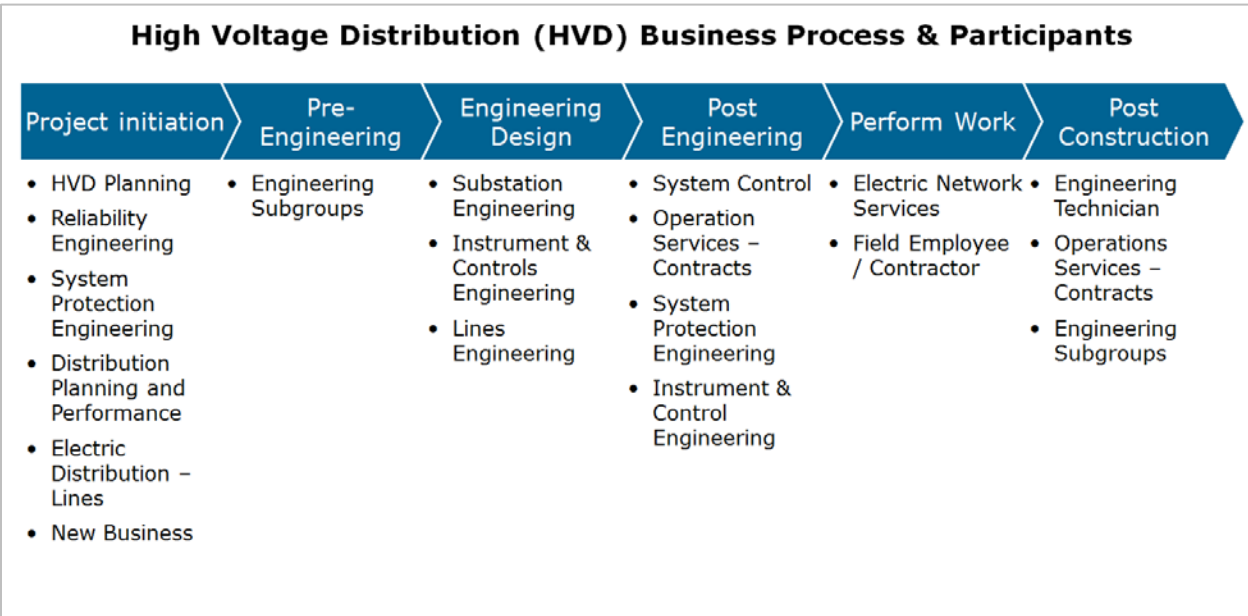 High Voltage Distribution (HVD) Business Process & Participants
Project initiation
Pre-
Engineering
Engineering
Design
Post
Engineering
Perform Work
Post
Construction
• HVD Planning
• Reliability
Engineering
• System
Protection
Engineering
• Distribution
Planning and
Performance
• Electric
Distribution –
Lines
• New Business
• Engineering
Subgroups
• Substation
Engineering
• Instrument &
Controls
Engineering
• Lines
Engineering
• System Control
• Operation
Services –
Contracts
• System
Protection
Engineering
• Instrument &
Control
Engineering
• Electric Network
Services
• Field Employee
/ Contractor
• Engineering
Technician
• Operations
Services –
Contracts
• Engineering
Subgroups